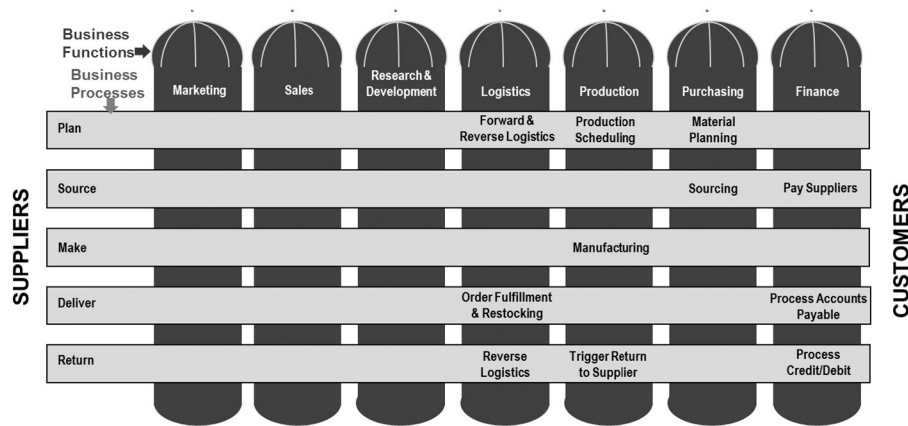 Business
Functions
Business
Processes
Marketing
Sales
Research &
Development
Logistics
Production
Purchasing
Finance
Plan
Forward &
Reverse Logistics
Production
Scheduling
Material
Planning
Source
Sourcing
Pay Suppliers
Make
Manufacturing
Deliver
Order Fulfillment
& Restocking
Process Accounts
Payable
Return
Reverse
Logistics
Trigger Return
to Supplier
Process
Credit/Debit
SUPPLIERS
CUSTOMERS